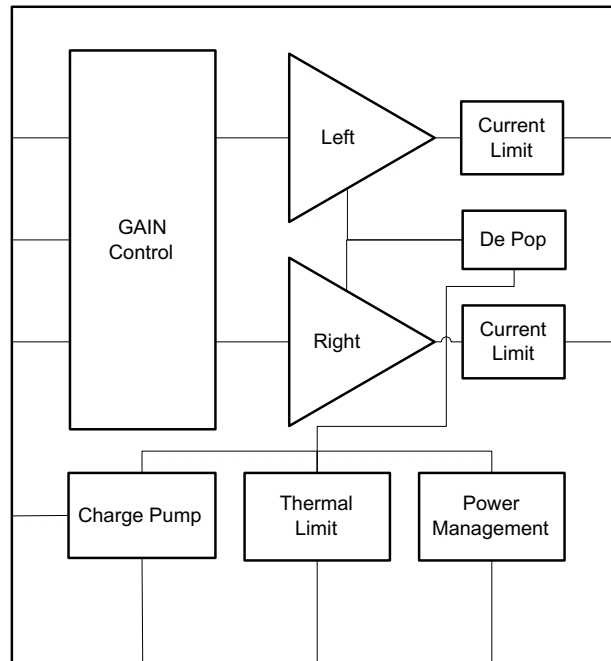 Left
Current
Limit
GAIN
Control
De Pop
Right
Current
Limit
Charge Pump
Thermal
Limit
Power
Management